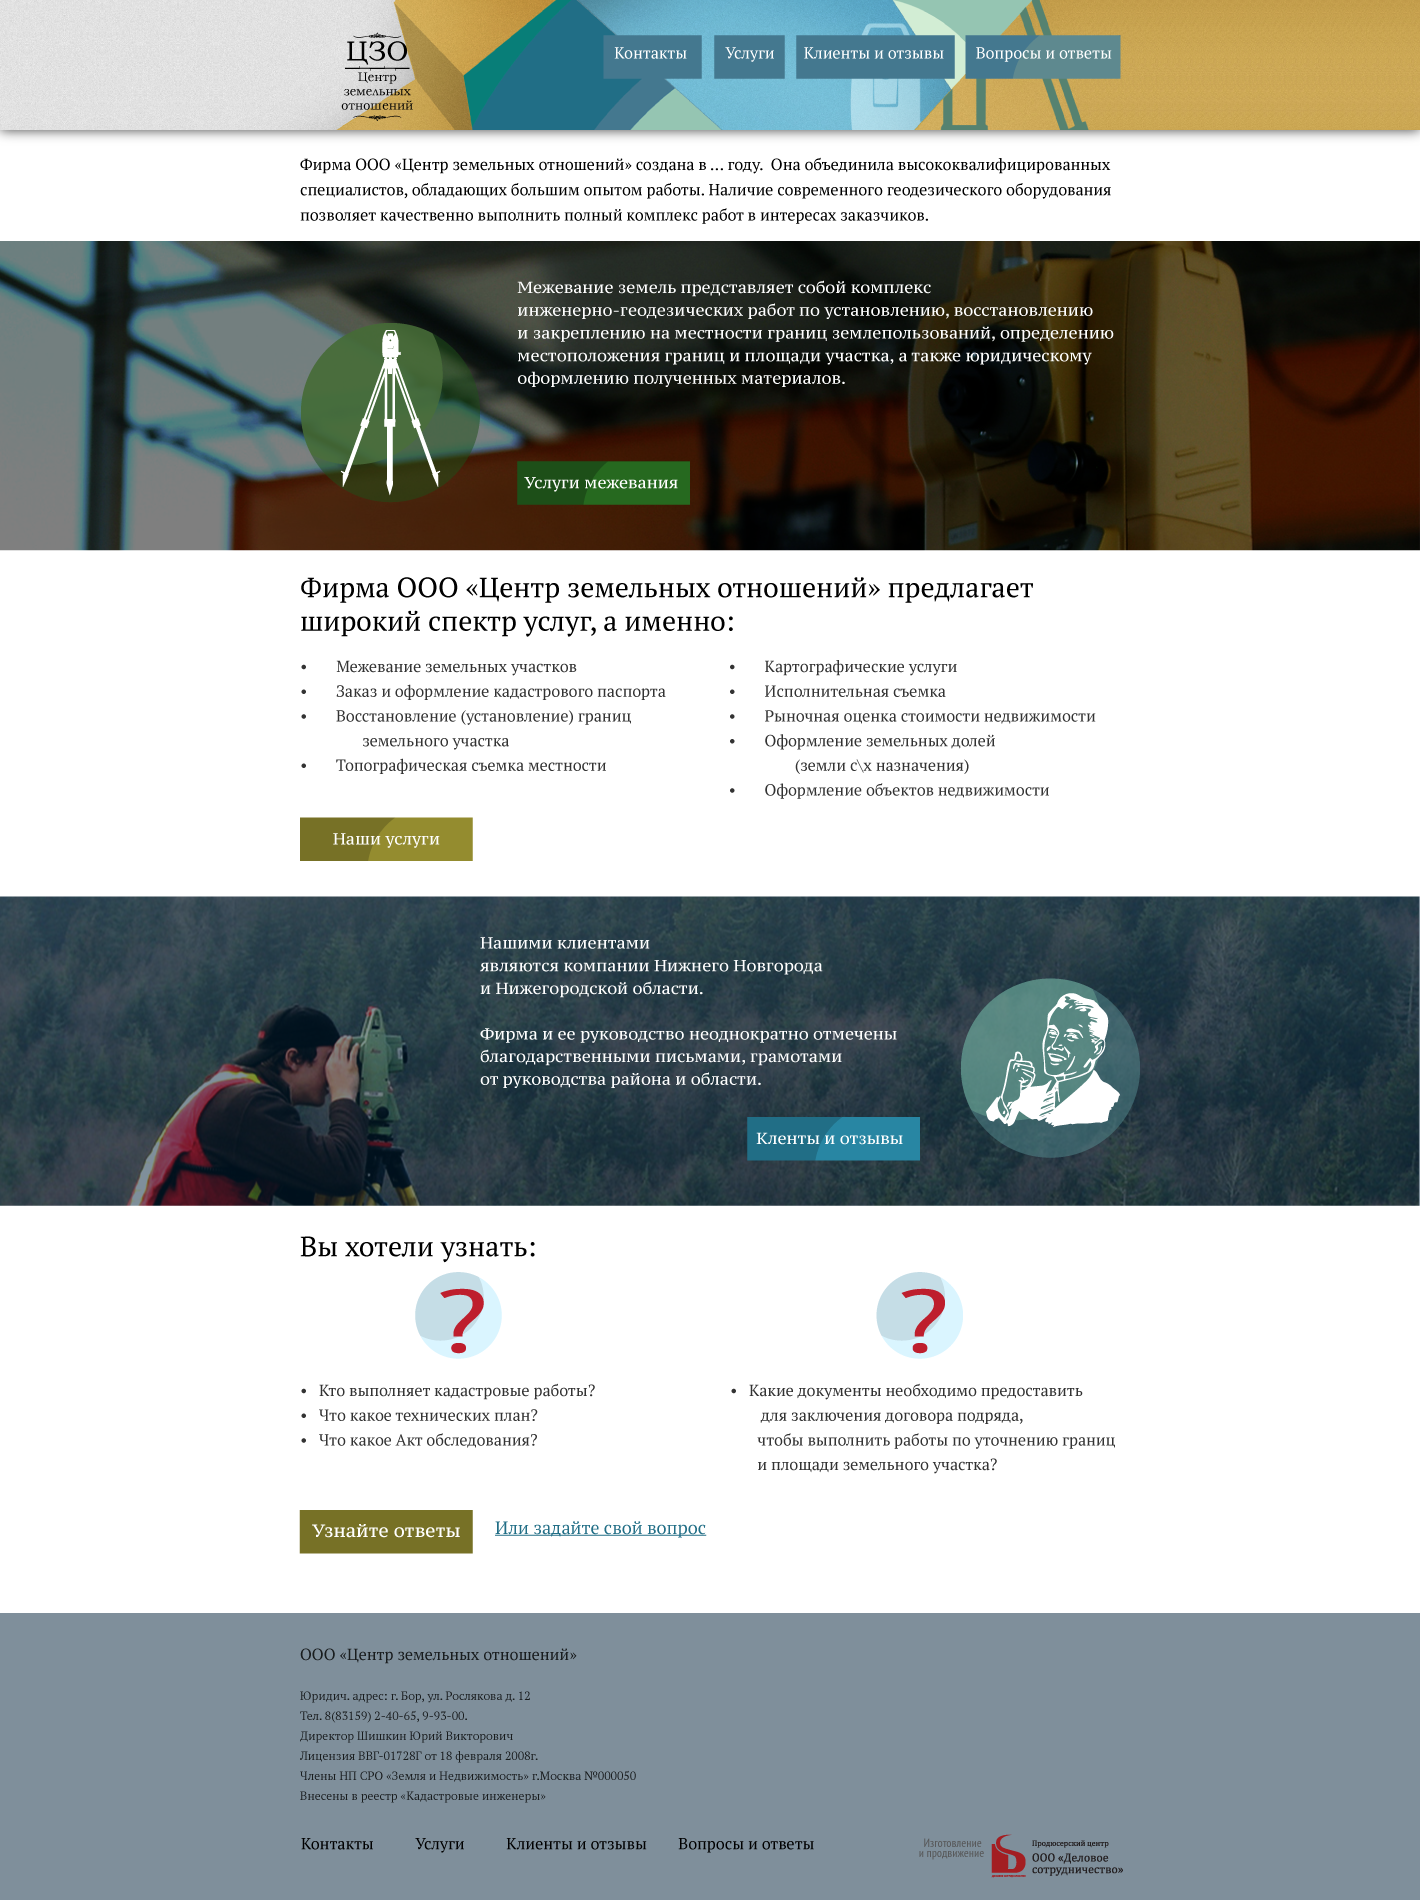 ЦЗО
Центр
земельных
отношений
Контакты
Услуги
Клиенты и отзывы
Вопросы и ответы
Фирма ООО «Центр земельных отношений» создана в ... году. Она объединила высококвалифицированных
специалистов, обладающих большим опытом работы. Наличие современного геодезического оборудования
позволяет качественно выполнить полный комплекс работ в интересах заказчиков.
Межевание земель представляет собой комплекс
инженерно-геодезических работ по установлению, восстановлению
и закреплению на местности границ землепользований, определению
местоположения границ и площади участка, а также юридическому
оформлению полученных материалов.
Услуги межевания
Фирма ООО «Центр земельных отношений» предлагает
широкий спектр услуг, а именно:
• Межевание земельных участков
• Заказ и оформление кадастрового паспорта
• Восстановление (установление) границ
земельного участка
• Топографическая съемка местности
• Картографические услуги
• Исполнительная съемка
• Рыночная оценка стоимости недвижимости
• Оформление земельных долей
(земли с\х назначения)
• Оформление объектов недвижимости
Наши услуги
Нашими клиентами
являются компании Нижнего Новгорода
и Нижегородской области.
Фирма и ее руководство неоднократно отмечены
благодарственными письмами, грамотами
от руководства района и области.
Кленты и отзывы
Вы хотели узнать:
?
?
• Кто выполняет кадастровые работы?
• Что какое технических план?
• Что какое Акт обследования?
• Какие документы необходимо предоставить
для заключения договора подряда,
чтобы выполнить работы по уточнению границ
и площади земельного участка?
Узнайте ответы
Или задайте свой вопрос
ООО «Центр земельных отношений»
Юридич. адрес: г. Бор, ул. Рослякова д. 12
Тел. 8(83159) 2-40-65, 9-93-00.
Директор Шишкин Юрий Викторович
Лицензия ВВГ-01728Г от 18 февраля 2008г.
Члены НП СРО «Земля и Недвижимость» г.Москва №000050
Внесены в реестр «Кадастровые инженеры»
Контакты
Услуги
Клиенты и отзывы
Вопросы и ответы
Изготовление
и продвижение
Продюсерский центр
ООО «Деловое
сотрудничество»